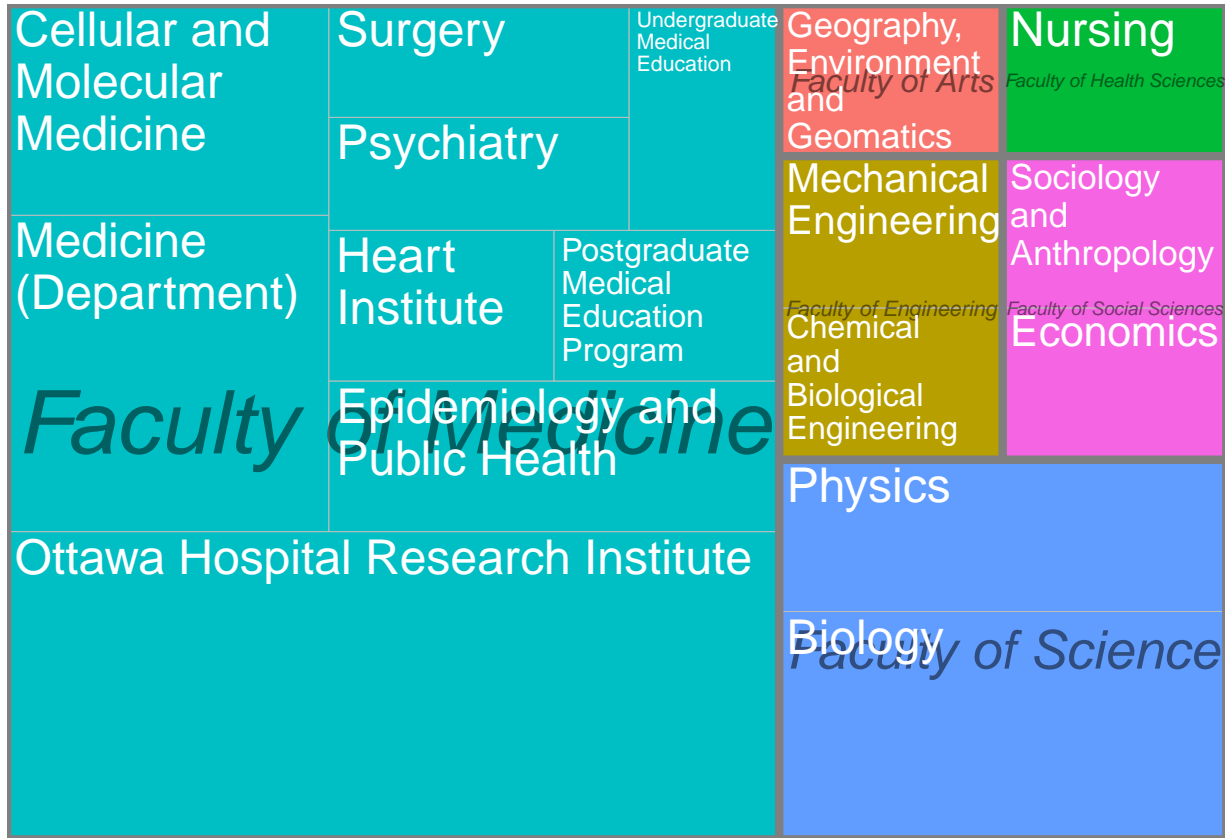 Cellular and
Molecular
Medicine
Surgery
Undergraduate
Medical
Education
Psychiatry
Medicine
(Department)
Heart
Institute
Postgraduate
Medical
Education
Program
Epidemiology and
Public Health
Faculty of Medicine
Ottawa Hospital Research Institute
Geography,
Environment
and
Geomatics
Faculty of Arts
Nursing
Faculty of Health Sciences
Mechanical
Engineering
Faculty of Engineering
Chemical
and
Biological
Engineering
Sociology
and
Anthropology
Faculty of Social Sciences
Economics
Physics
Biology
Faculty of Science